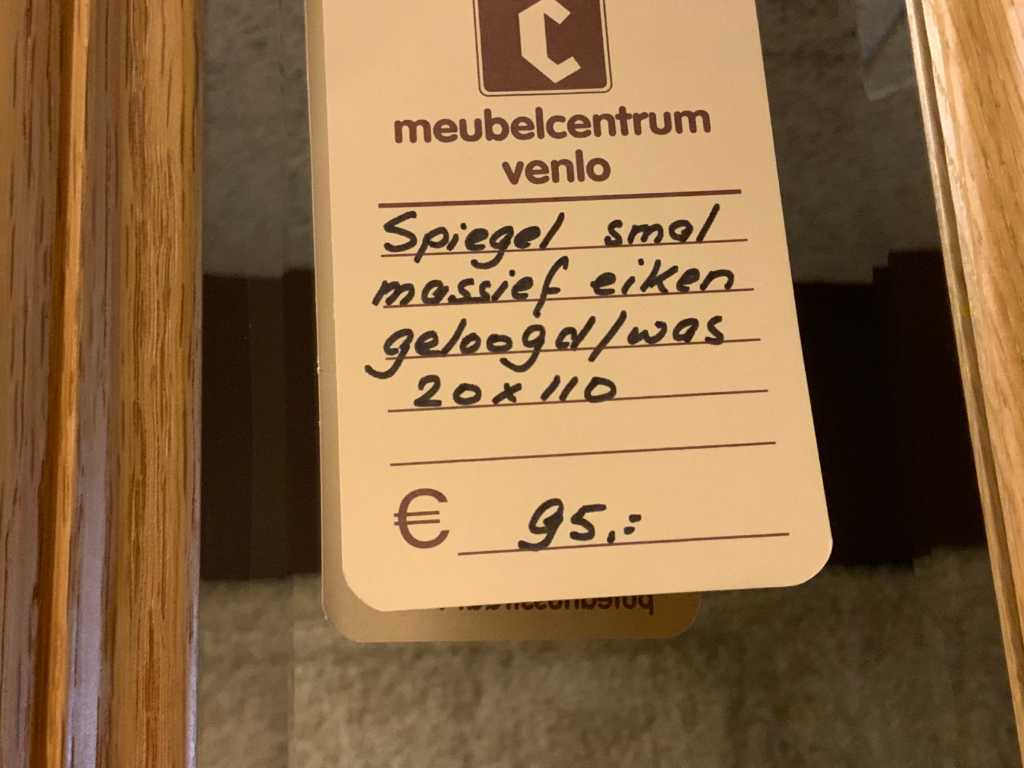 C
meubelcentrum
venlo
Spiegel smal
massief eiken
geloogd/was
20x110
€ 95,=